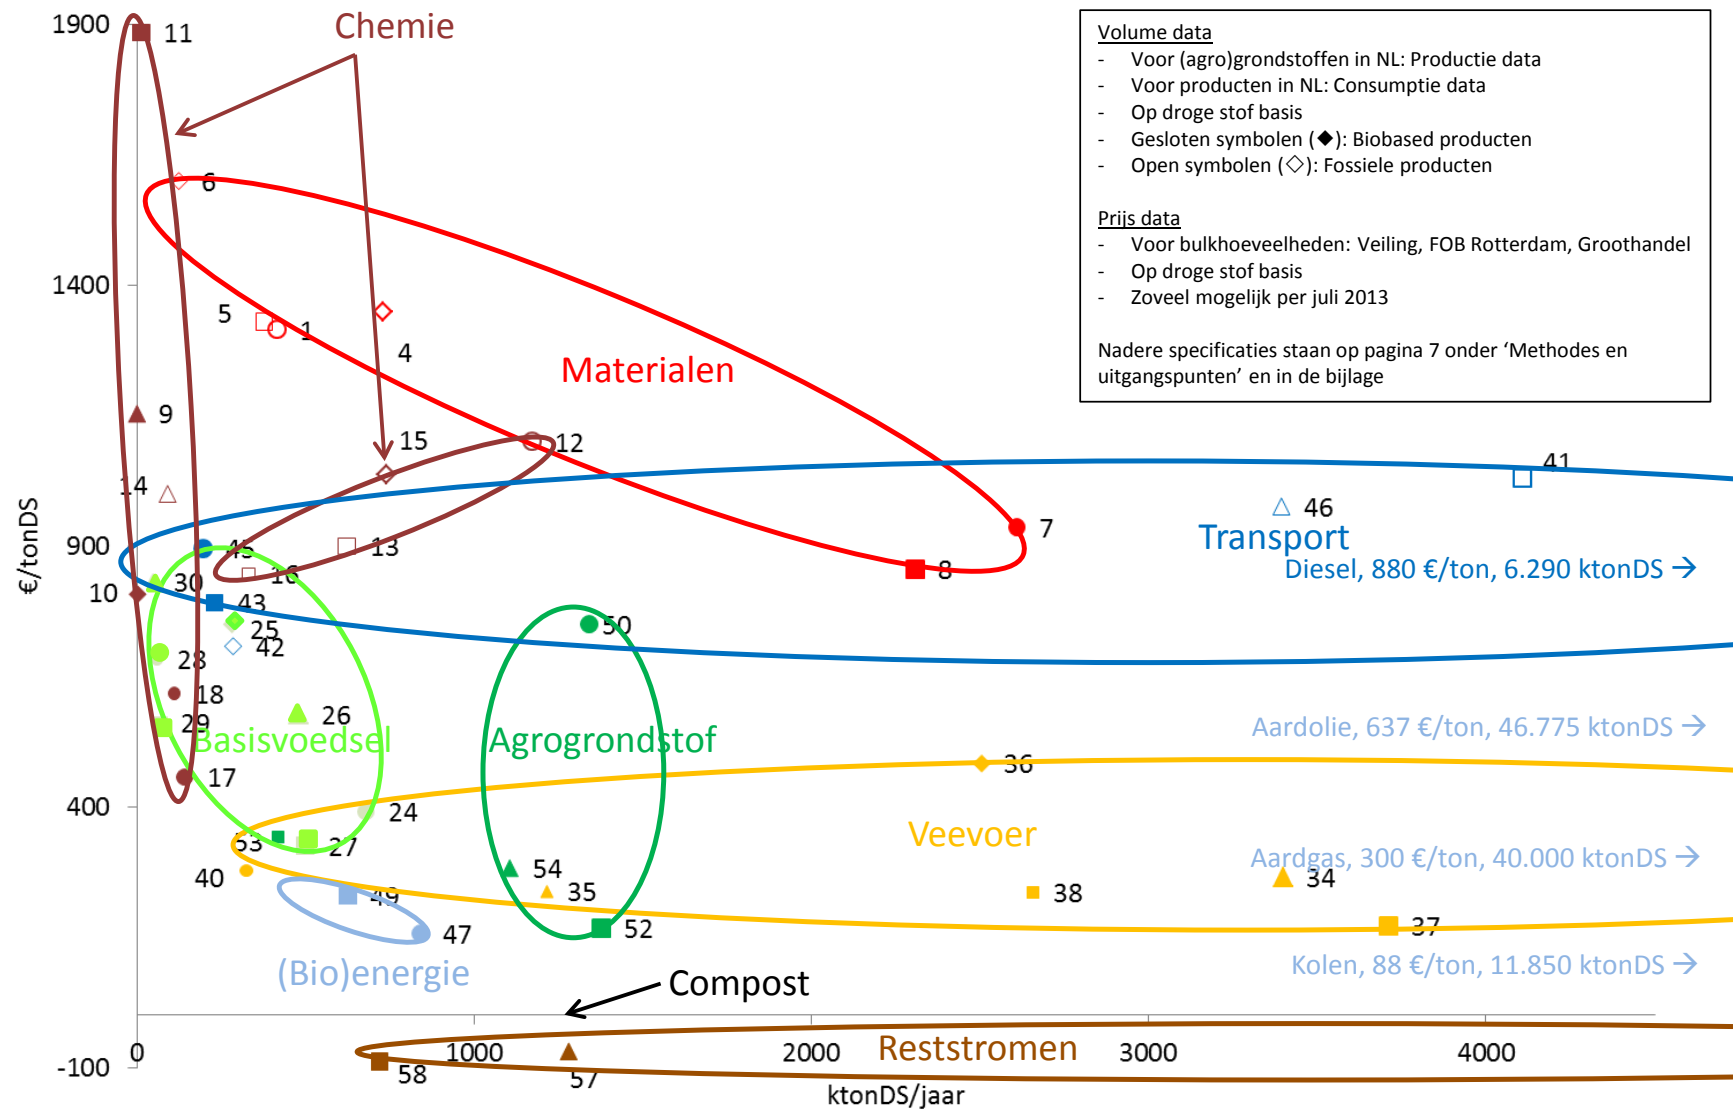 1900
11
Chemie
Volume data
- Voor (agro)grondstoffen in NL: Productie data
- Voor producten in NL: Consumptie data
- Op droge stof basis
- Gesloten symbolen (◆): Biobased producten
- Open symbolen (◇): Fossiele producten
Prijs data
- Voor bulkhoeveelheden: Veiling, FOB Rotterdam, Groothandel
- Op droge stof basis
- Zoveel mogelijk per juli 2013
Nadere specificaties staan op pagina 7 onder ‘Methodes en
uitgangspunten’ en in de bijlage
6
1400
5
1
4
Materialen
9
15
12
14
41
46
€/tonDS
900
45
13
7
Transport
16
8
Diesel, 880 €/ton, 6.290 ktonDS →
30
10
43
25
50
42
28
18
29
26
Basisvoedsel
Agrogrondstof
Aardolie, 637 €/ton, 46.775 ktonDS →
17
36
400
24
53
27
Veevoer
40
54
Aardgas, 300 €/ton, 40.000 ktonDS →
34
49
35
38
47
52
37
(Bio)energie
Compost
Kolen, 88 €/ton, 11.850 ktonDS →
0
1000
2000
Reststromen
3000
4000
-100
58
57
ktonDS/jaar